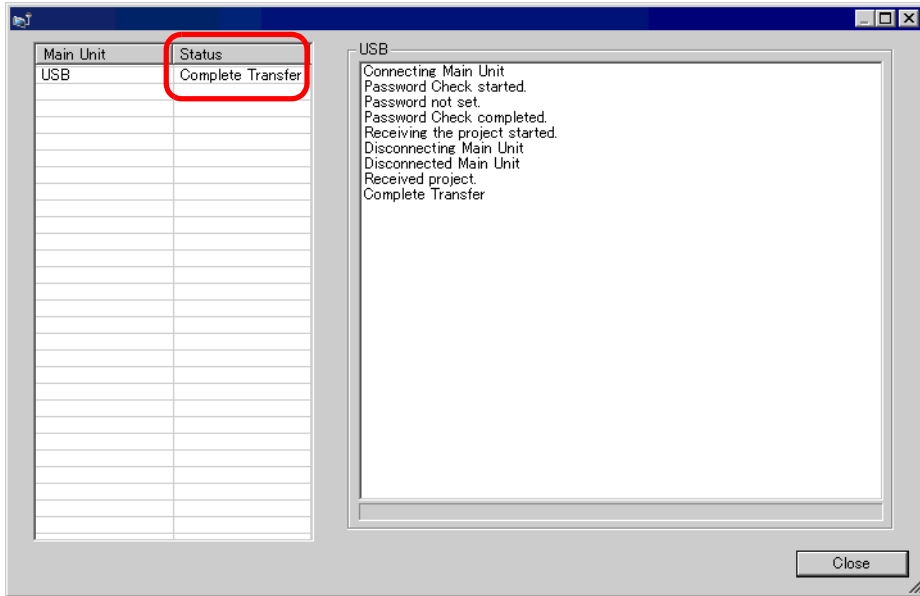 Main Unit Status
USB Complete Transfer
USB
Connecting Main Unit
Password Check started.
Password not set.
Password Check completed.
Receiving the project started.
Disconnecting Main Unit
Disconnected Main Unit
Received project.
Complete Transfer
Close